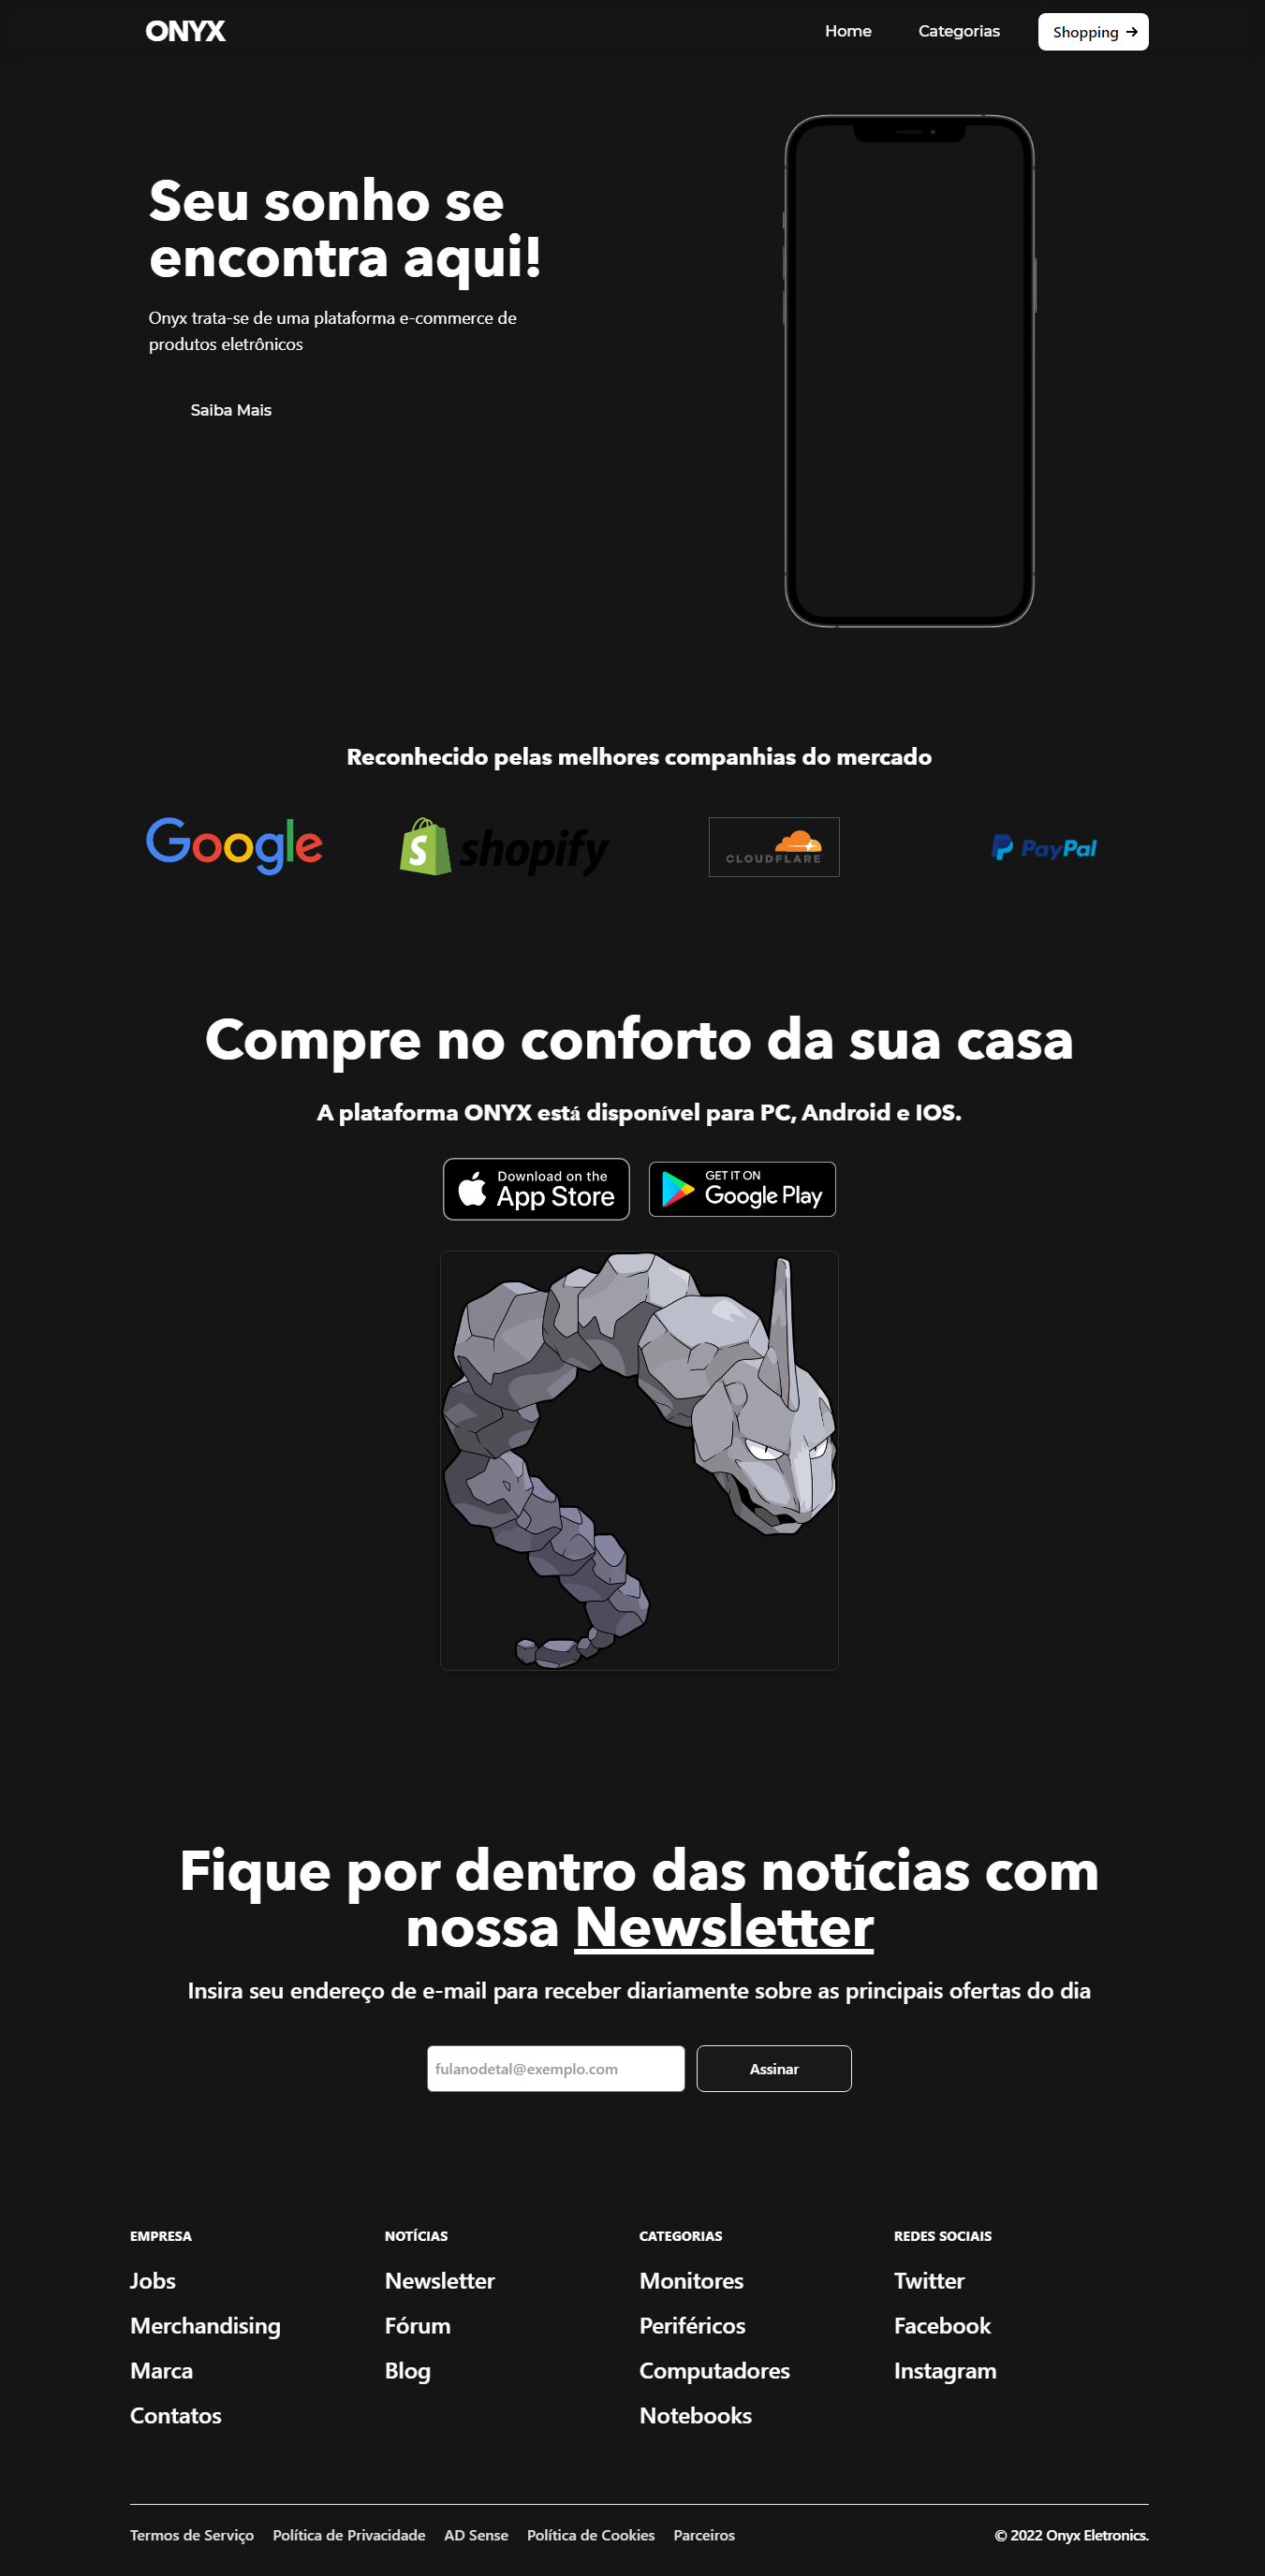 ONYX
Home Categorias Shopping
Seu sonho se
encontra aqui!
Onyx trata-se de uma plataforma e-commerce de
produtos eletrônicos
Saiba Mais
Reconhecido pelas melhores companhias do mercado
Google shopify CLOUDFLARE PayPal
Compre no conforto da sua casa
A plataforma ONYX está disponível para PC, Android e IOS.
Download on the
App Store
GET IT ON
Google Play
Fique por dentro das notícias com
nossa Newsletter
Insira seu endereço de e-mail para receber diariamente sobre as principais ofertas do dia
fulanodetal@exemplo.com Assinar
EMPRESA
Jobs
Merchandising
Marca
Contatos
NOTÍCIAS
Newsletter
Fórum
Blog
CATEGORIAS
Monitores
Periféricos
Computadores
Notebooks
REDES SOCIAIS
Twitter
Facebook
Instagram
Termos de Serviço Política de Privacidade AD Sense Política de Cookies Parceiros
© 2022 Onyx Eletronics.